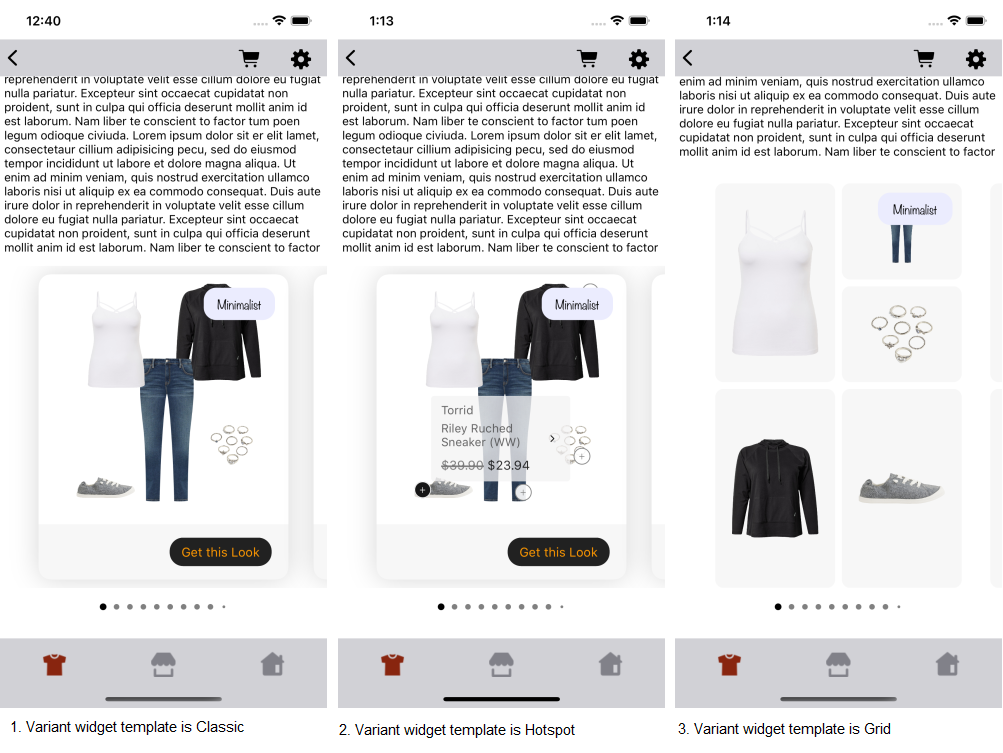 12:40
reprehenderit in voluptate velit esse cillum dolore eu fugiat
nulla pariatur. Excepteur sint occaecat cupidatat non
proident, sunt in culpa qui officia deserunt mollit anim id
est laborum. Nam liber te conscient to factor tum poen
legum odioque civiuda. Lorem ipsum dolor sit er elit lamet,
consectetaur cillium adipisicing pecu, sed do eiusmod
tempor incididunt ut labore et dolore magna aliqua. Ut
enim ad minim veniam, quis nostrud exercitation ullamco
laboris nisi ut aliquip ex ea commodo consequat. Duis aute
irure dolor in reprehenderit in voluptate velit esse cillum
dolore eu fugiat nulla pariatur. Excepteur sint occaecat
cupidatat non proident, sunt in culpa qui officia deserunt
mollit anim id est laborum. Nam liber te conscient to factor
Minimalist
Get this Look
1. Variant widget template is Classic
1:13
reprehenderit in voluptate velit esse cillum dolore eu fugiat
nulla pariatur. Excepteur sint occaecat cupidatat non
proident, sunt in culpa qui officia deserunt mollit anim id
est laborum. Nam liber te conscient to factor tum poen
legum odioque civiuda. Lorem ipsum dolor sit er elit lamet,
consectetaur cillium adipisicing pecu, sed do eiusmod
tempor incididunt ut labore et dolore magna aliqua. Ut
enim ad minim veniam, quis nostrud exercitation ullamco
laboris nisi ut aliquip ex ea commodo consequat. Duis aute
irure dolor in reprehenderit in voluptate velit esse cillum
dolore eu fugiat nulla pariatur. Excepteur sint occaecat
cupidatat non proident, sunt in culpa qui officia deserunt
mollit anim id est laborum. Nam liber te conscient to factor
Minimalist
Torrid
Riley Ruched
Sneaker (WW)
$39.90 $23.94
Get this Look
2. Variant widget template is Hotspot
1:14
enim ad minim veniam, quis nostrud exercitation ullamco
laboris nisi ut aliquip ex ea commodo consequat. Duis aute
irure dolor in reprehenderit in voluptate velit esse cillum
dolore eu fugiat nulla pariatur. Excepteur sint occaecat
cupidatat non proident, sunt in culpa qui officia deserunt
mollit anim id est laborum. Nam liber te conscient to factor
Minimalist
3. Variant widget template is Grid